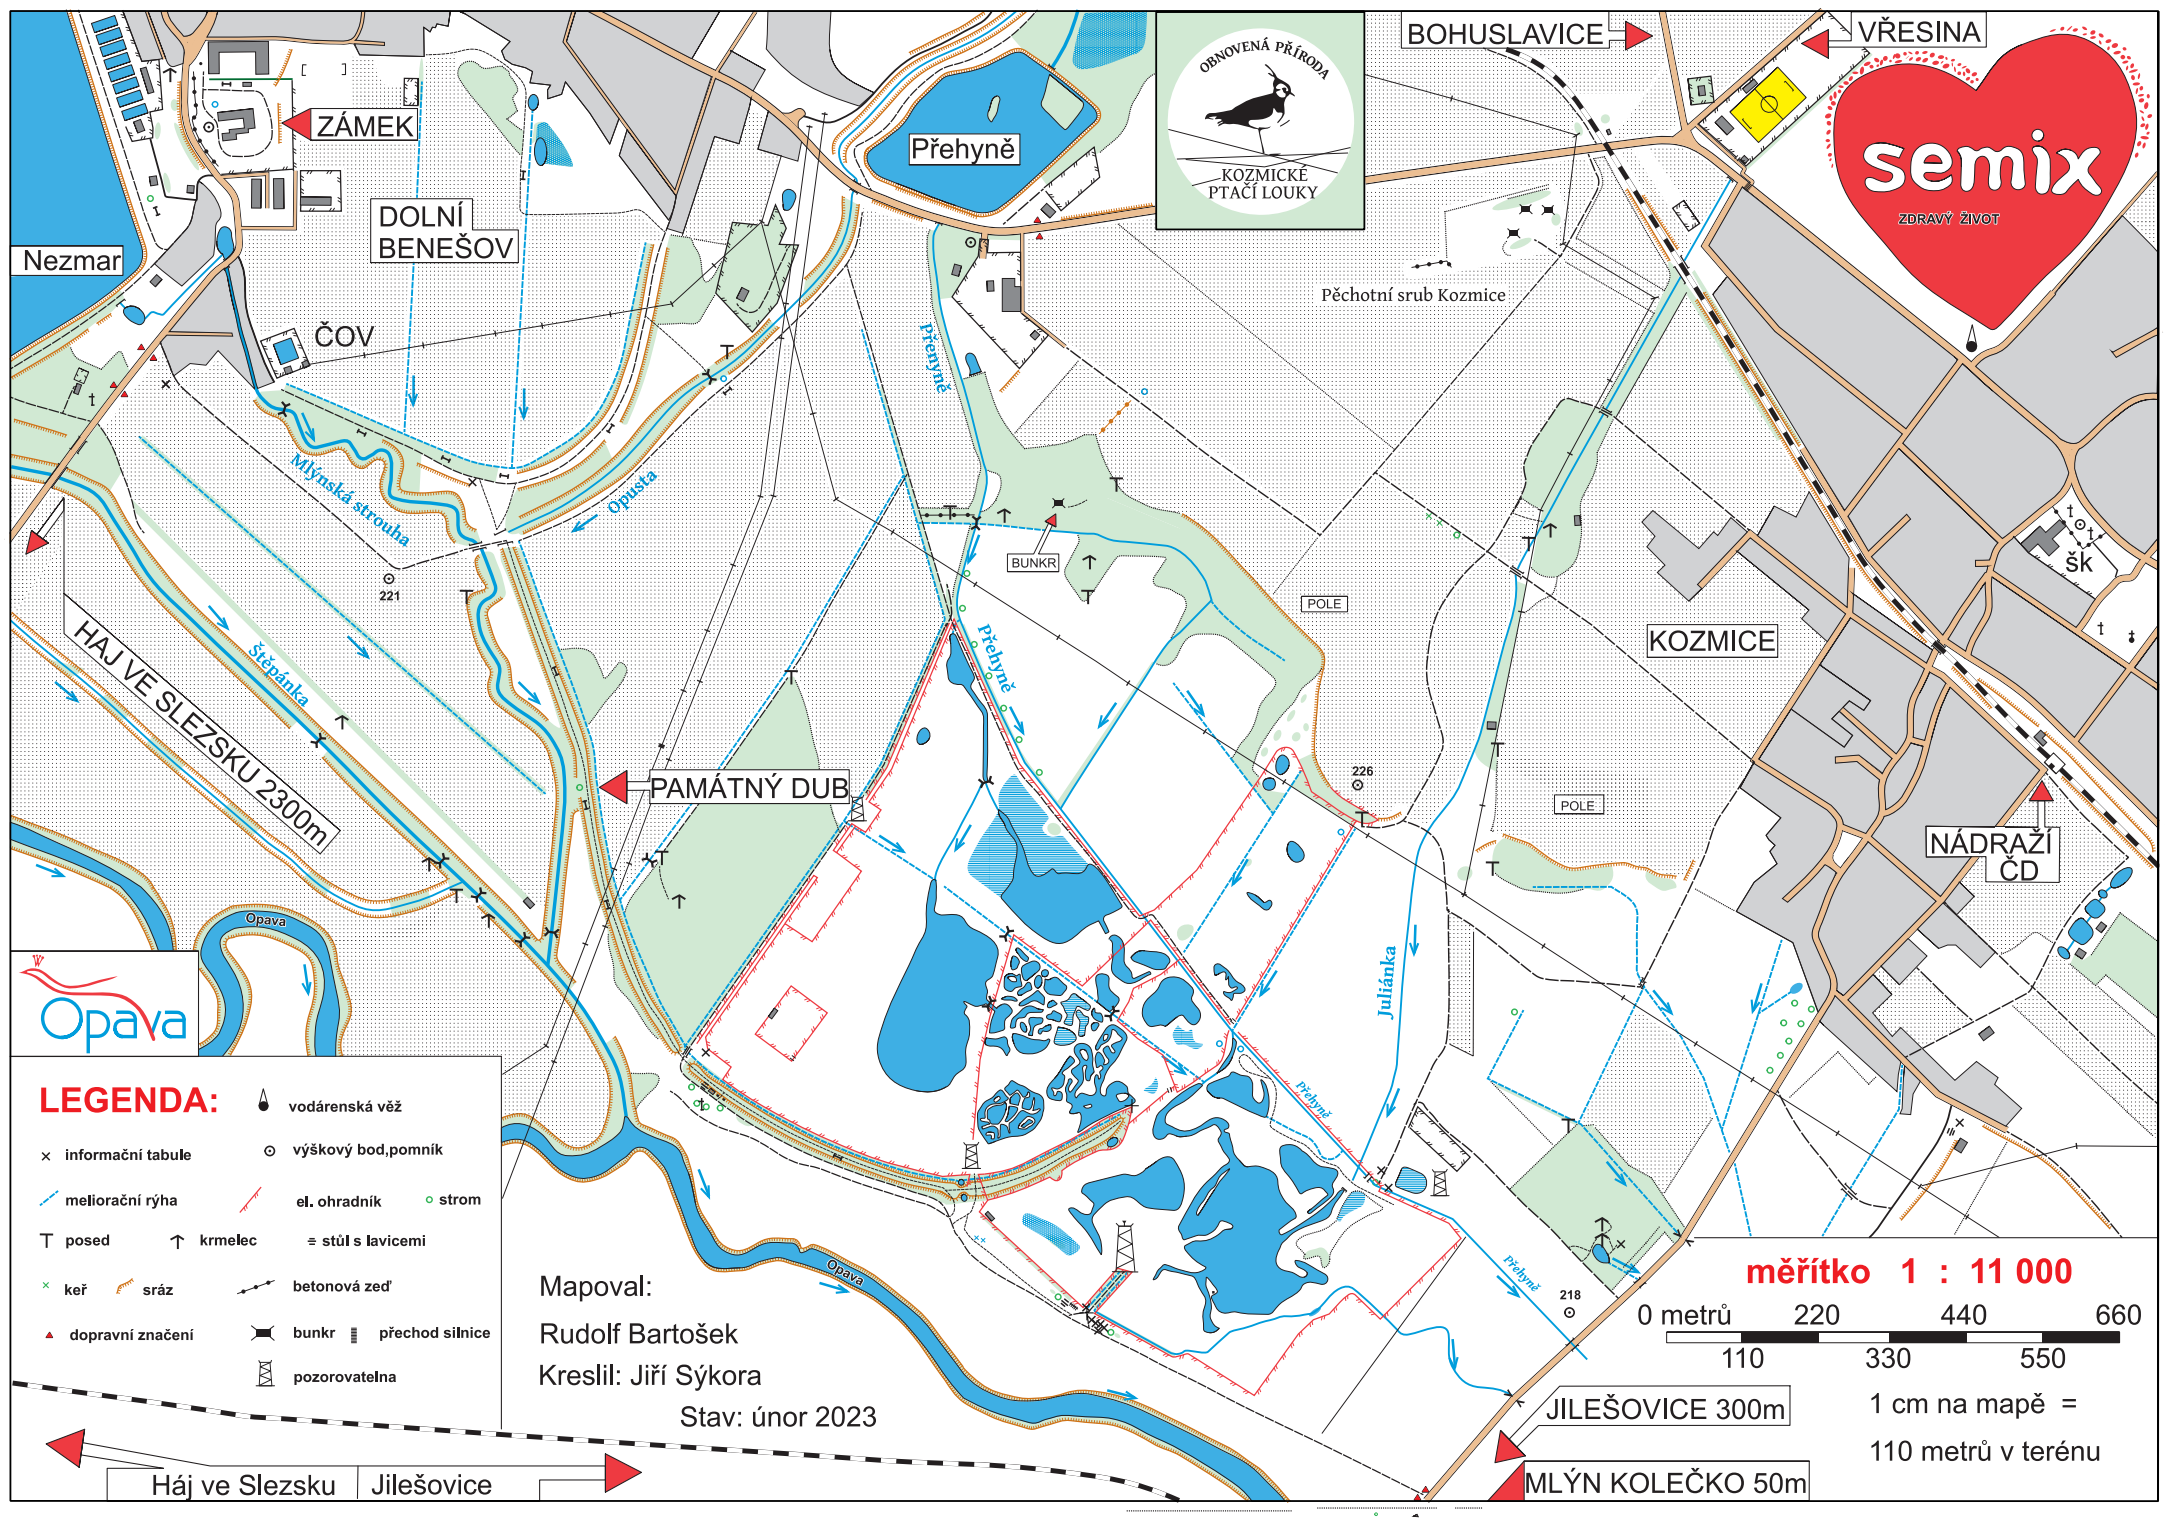 BOHUSLAVICE
VŘESINA
OBNOVENÁ PŘÍRODA
KOZMICKÉ
PTAČÍ LOUKY
semix
ZDRAVÝ ŽIVOT
ZÁMEK
Přehyně
DOLNÍ
BENEŠOV
Nezmar
ČOV
Pěchotní srub Kozmice
Přehyně
Mlýnská strouha
Opusta
BUNKR
221
POLE
ŠK
KOZMICE
HAJ VE SLEZSKU 2300m
Štěpánka
Přehyně
PAMÁTNÝ DUB
226
POLE
NÁDRAŽÍ
ČD
Opava
Juliánka
Opava
Přehyně
LEGENDA:
vodárenská věž
informační tabule
výškový bod,pomník
meliorační rýha
el. ohradník
strom
posed
krmelec
stůl s lavicemi
keř
sráz
betonová zeď
dopravní značení
bunkr
přechod silnice
pozorovatelna
Opava
Přehyně
218
Mapoval:
Rudolf Bartošek
Kreslil: Jiří Sýkora
Stav: únor 2023
měřítko 1 : 11 000
0 metrů 220 440 660
110 330 550
1 cm na mapě =
110 metrů v terénu
JILEŠOVICE 300m
MLÝN KOLEČKO 50m
Háj ve Slezsku
Jilešovice